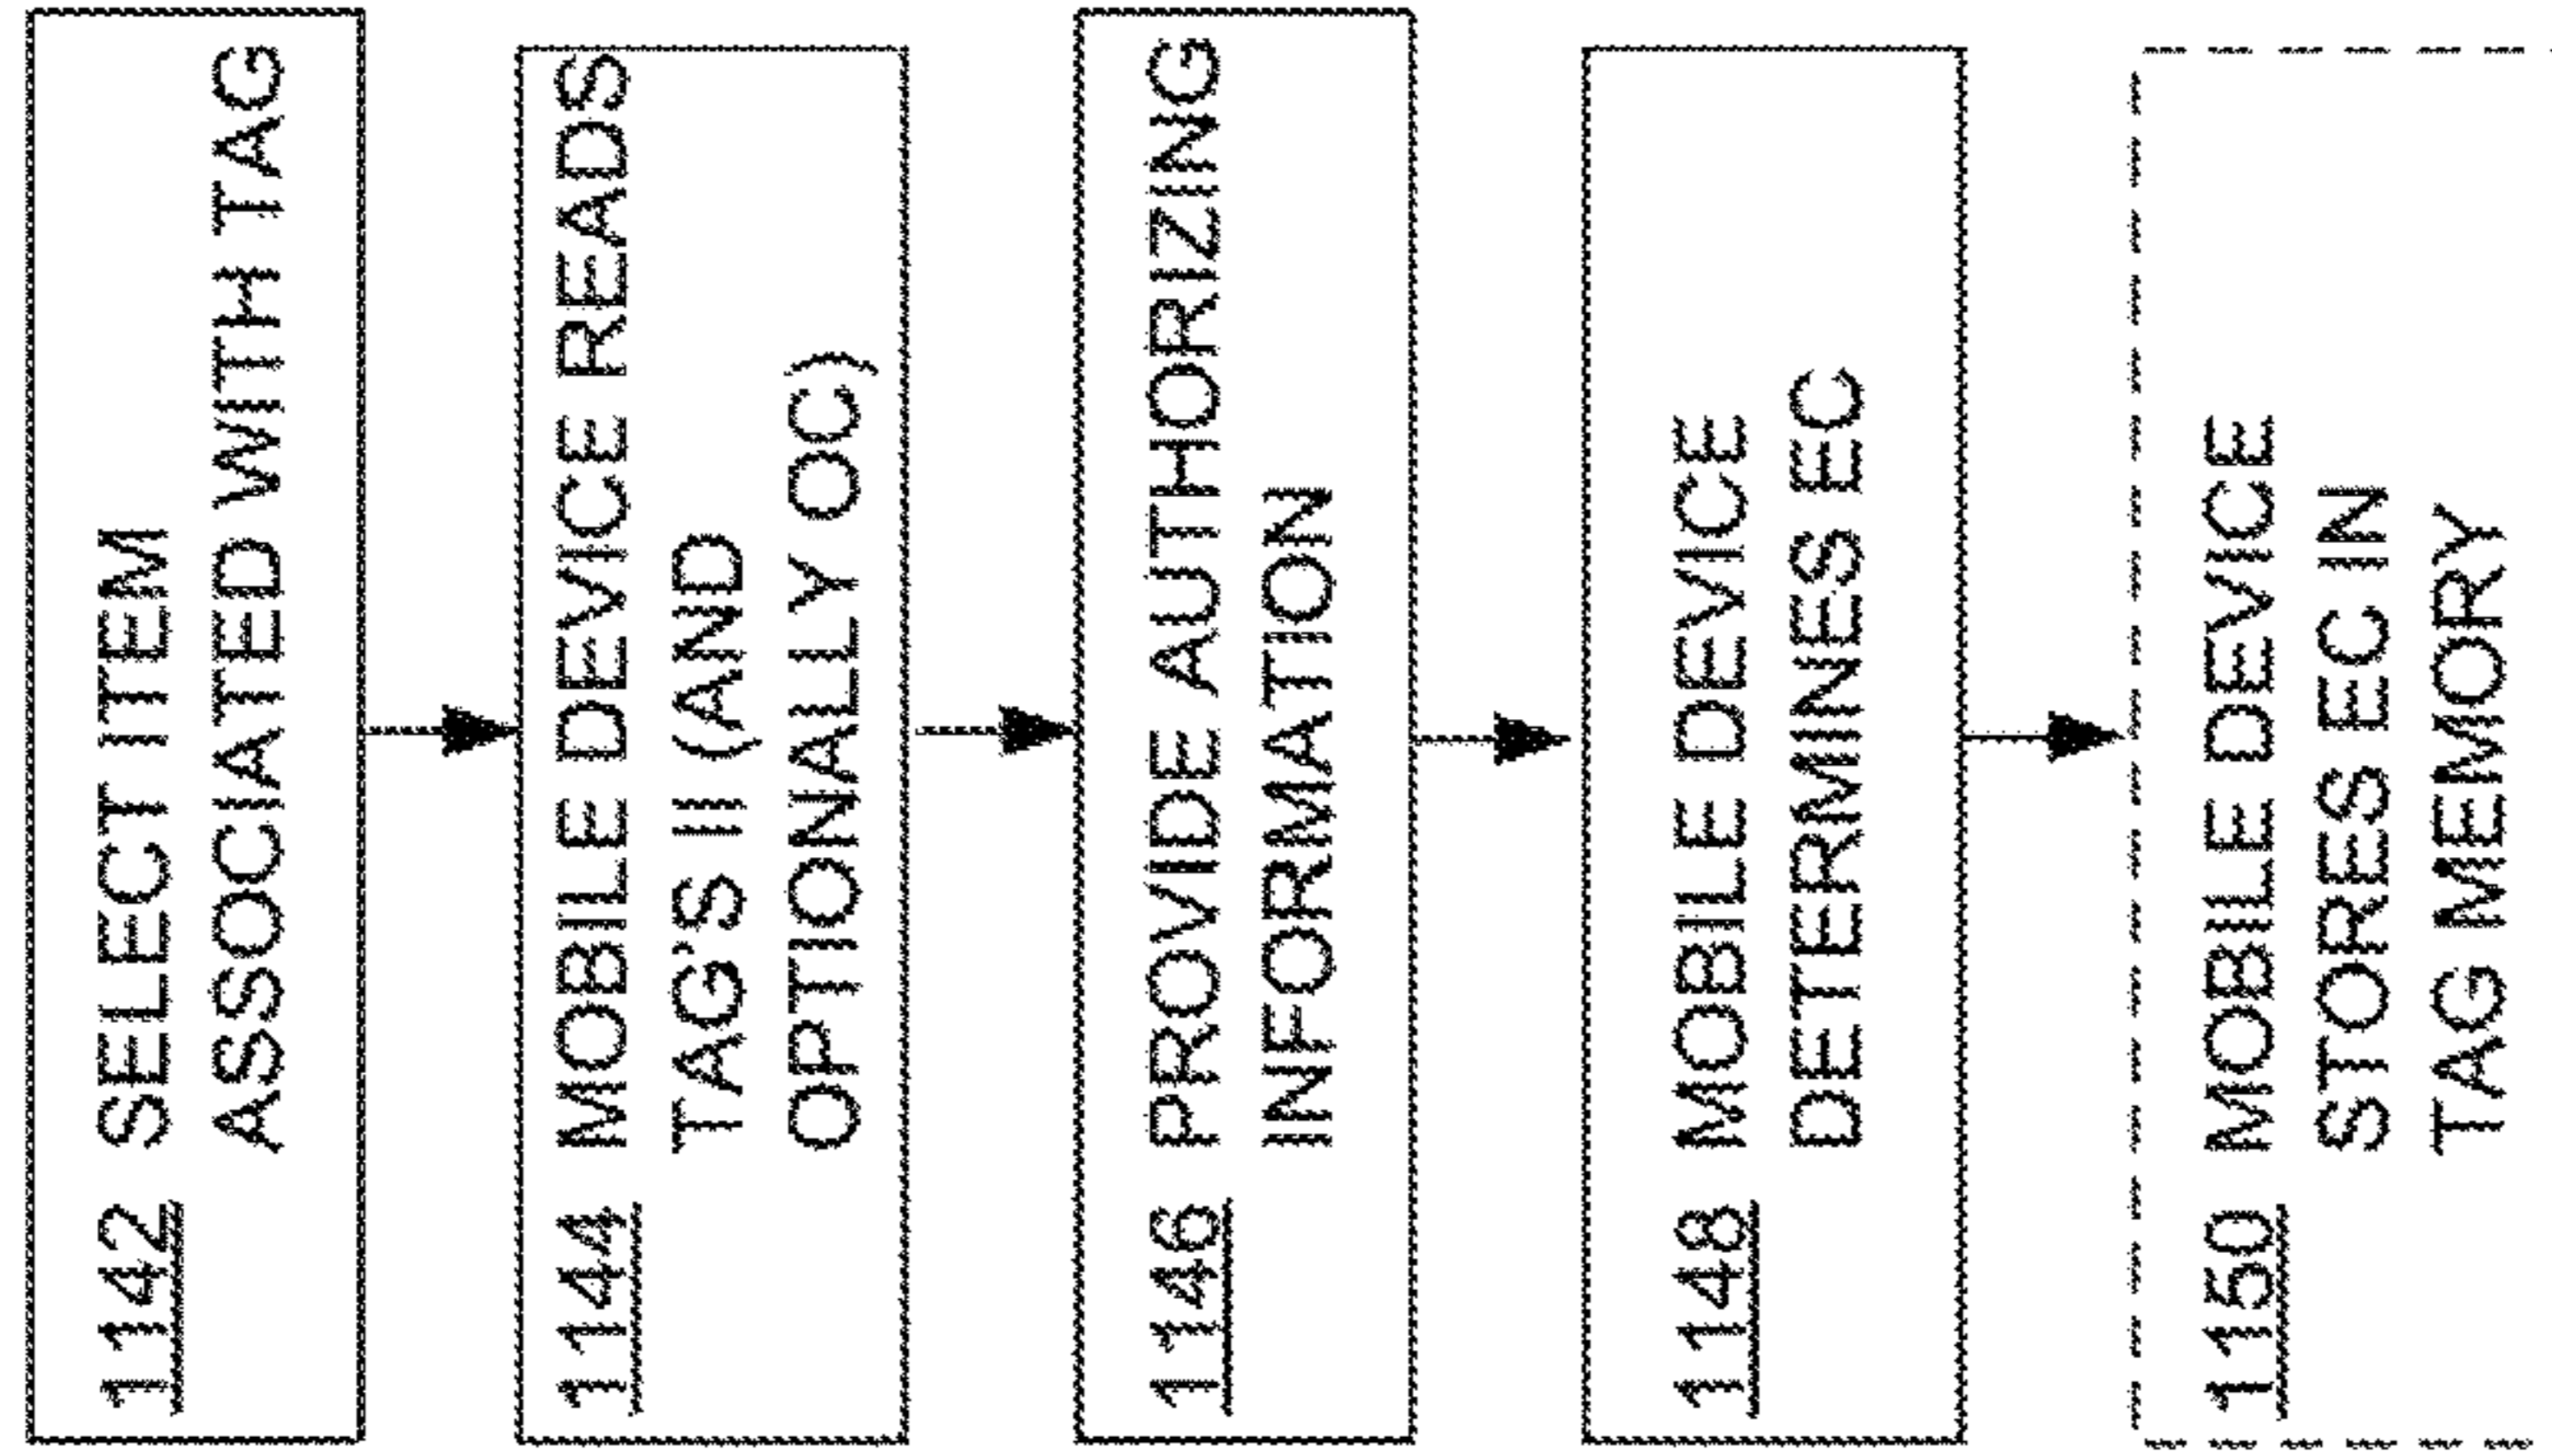 1142 SELECT ITEM
ASSOCIATED WITH TAG
1144 MOBILE DEVICE READS
TAG'S II (AND
OPTIONALLY OC)
1146 PROVIDE AUTHORIZING
INFORMATION
1148 MOBILE DEVICE
DETERMINES EC
1150 MOBILE DEVICE
STORES EC IN
TAG MEMORY